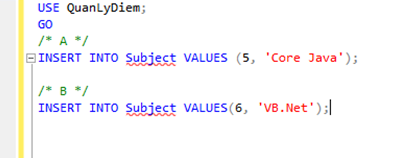 USE QuanLyDiem;
GO
/* A */
INSERT INTO Subject VALUES (5, 'Core Java');
/* B */
INSERT INTO Subject VALUES(6, 'VB.Net');